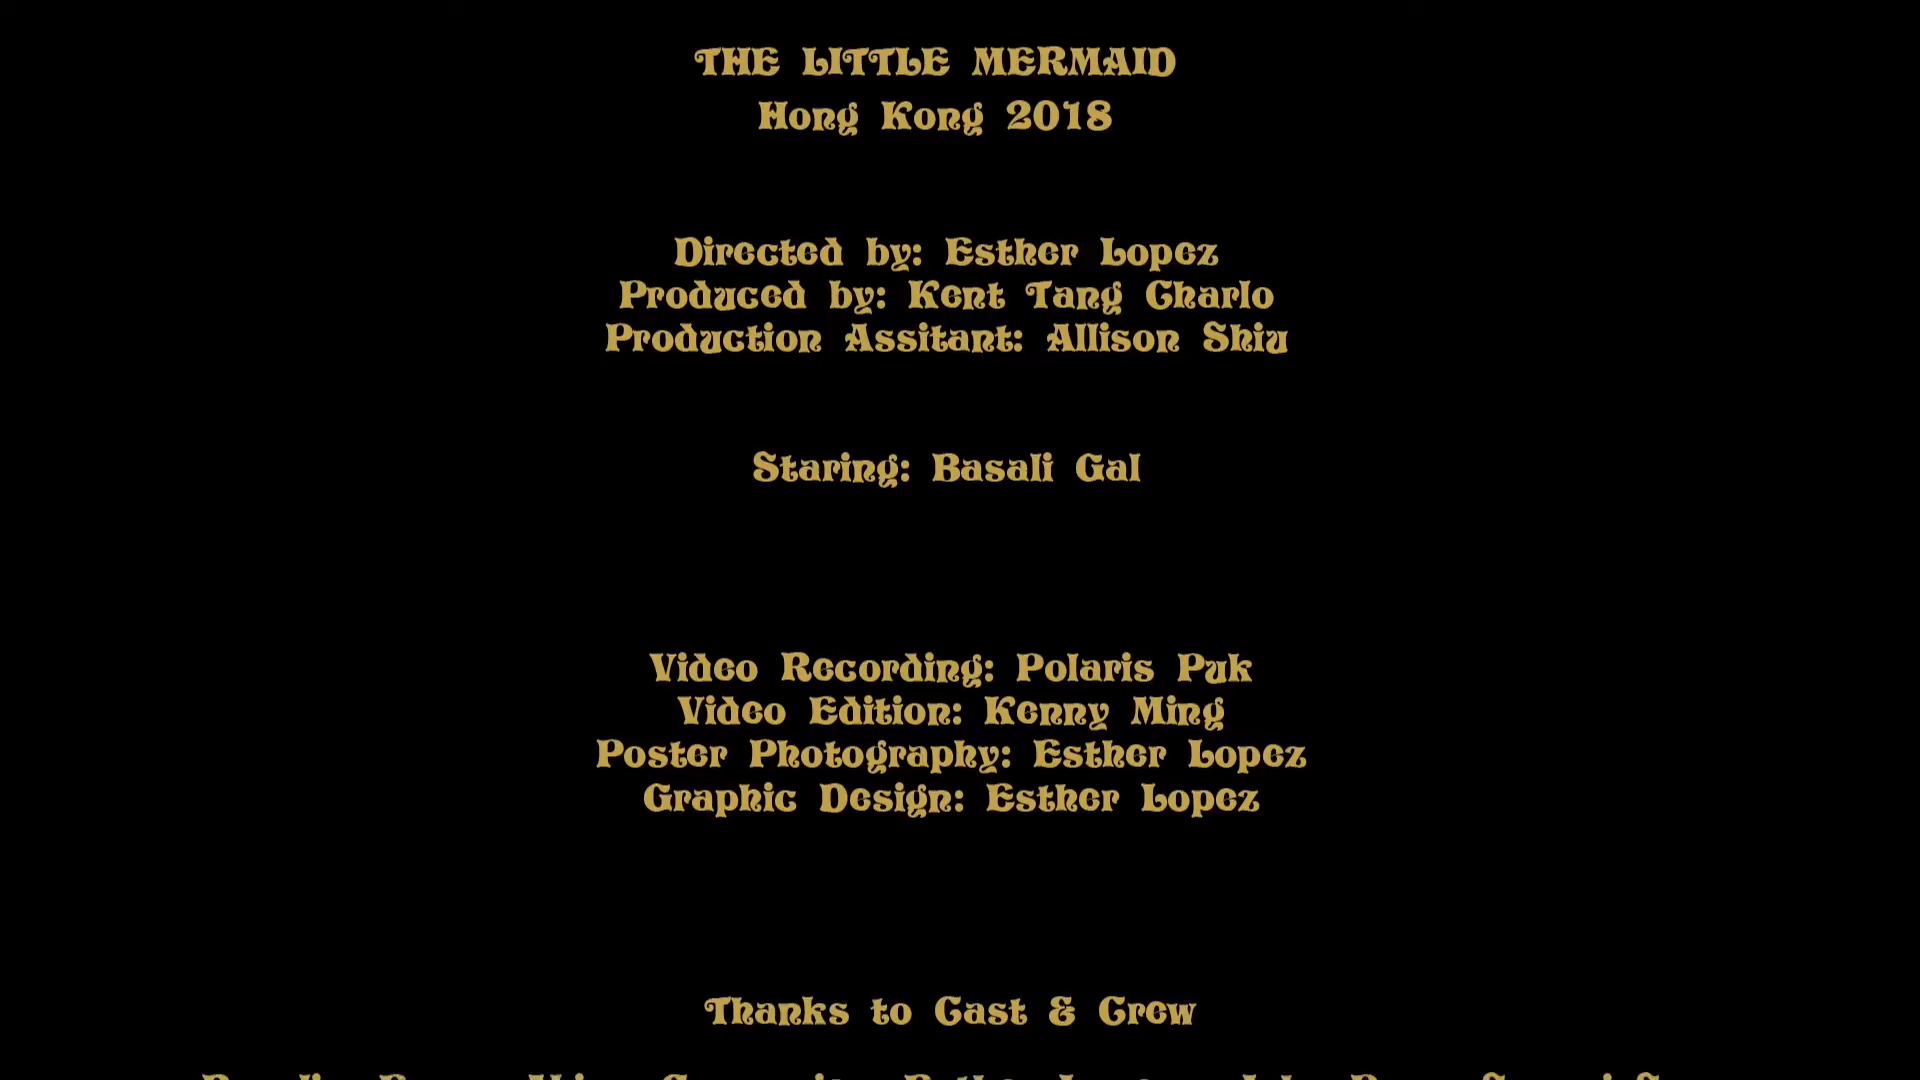 THE LITTLE MERMAID
Hong Kong 2018
Directed by: Esther Lopez
Produced by: Kent Tang Charlo
Production Assitant: Allison Shiu
Staring: Basali Gal
Video Recording: Polaris Puk
Video Edition: Kenny Ming
Poster Photography: Esther Lopez
Graphic Design: Esther Lopez
Thanks to Cast & Crew